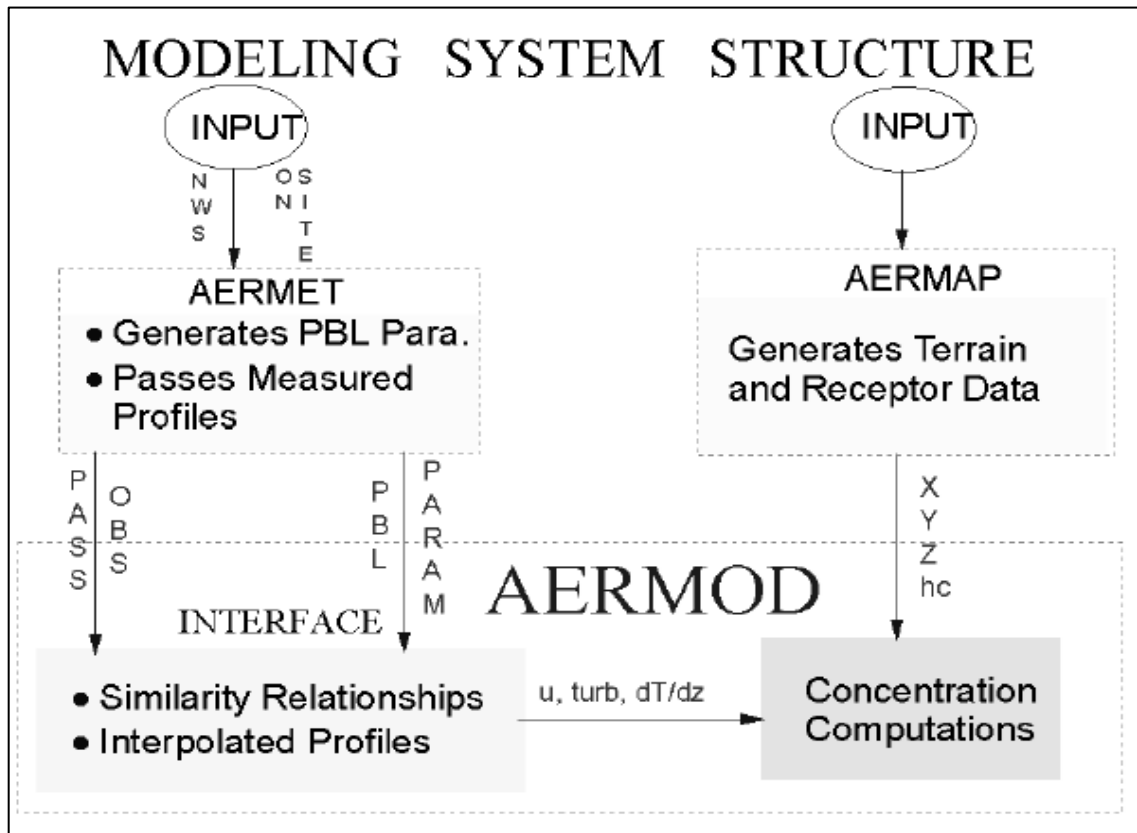 MODELING SYSTEM STRUCTURE
INPUT
INPUT
NWS
ON
SITE
AERMET
• Generates PBL Para.
• Passes Measured
Profiles
AERMAP
Generates Terrain
and Receptor Data
PASS
OBS
PBL
PARAM
X
Y
Z
hc
AERMOD
INTERFACE
• Similarity Relationships
• Interpolated Profiles
u, turb, dT/dz
Concentration
Computations